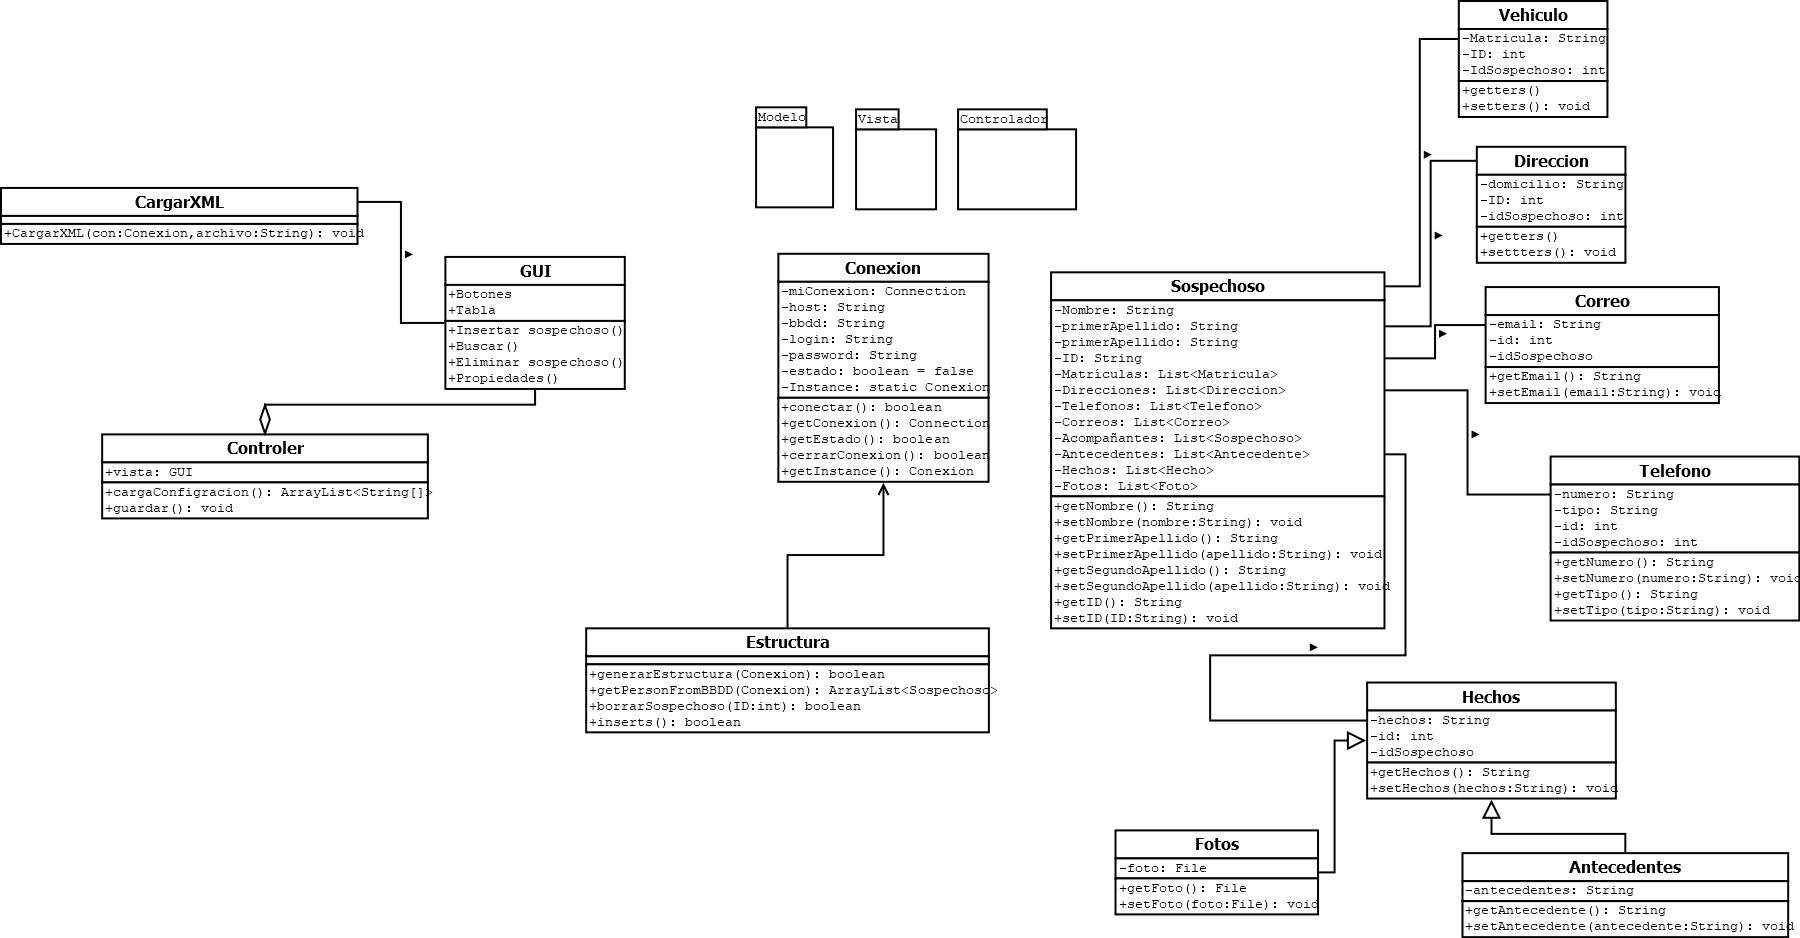 Modelo
Vista
Controlador
CargarXML
+CargarXML(con:Conexion,archivo:String): void
GUI
+Botones
+Tabla
+Insertar sospechoso()
+Buscar()
+Eliminar sospechoso()
+Propiedades()
Controler
+vista: GUI
+cargaConfigracion(): ArrayList<String[]>
+guardar(): void
Conexion
-miConexion: Connection
-host: String
-bbdd: String
-login: String
-password: String
-estado: boolean = false
-Instance: static Conexion
+conectar(): boolean
+getConexion(): Connection
+getEstado(): boolean
+cerrarConexion(): boolean
+getInstance(): Conexion
Estructura
+generarEstructura(Conexion): boolean
+getPersonFromBBDD(Conexion): ArrayList<Sospechoso>
+borrarSospechoso(ID:int): boolean
+inserts(): boolean
Sospechoso
-Nombre: String
-primerApellido: String
-primerApellido: String
-ID: String
-Matrículas: List<Matricula>
-Direcciones: List<Direccion>
-Telefonos: List<Telefono>
-Correos: List<Correo>
-Acompañantes: List<Sospechoso>
-Antecedentes: List<Antecedente>
-Hechos: List<Hecho>
-Fotos: List<Foto>
+getNombre(): String
+setNombre(nombre:String): void
+getPrimerApellido(): String
+setPrimerApellido(apellido:String): void
+getSegundoApellido(): String
+setSegundoApellido(apellido:String): void
+getID(): String
+setID(ID:String): void
Vehiculo
-Matricula: String
-ID: int
-IdSospechoso: int
+getters()
+setters(): void
Direccion
-domicilio: String
-ID: int
-idSospechoso: int
+getters()
+settters(): void
Correo
-email: String
-id: int
-idSospechoso
+getEmail(): String
+setEmail(email:String): void
Telefono
-numero: String
-tipo: String
-id: int
-idSospechoso: int
+getNumero(): String
+setNumero(numero:String): void
+getTipo(): String
+setTipo(tipo:String): void
Hechos
-hechos: String
-id: int
-idSospechoso
+getHechos(): String
+setHechos(hechos:String): void
Fotos
-foto: File
+getFoto(): File
+setFoto(foto:File): void
Antecedentes
-antecedentes: String
+getAntecedente(): String
+setAntecedente(antecedente:String): void